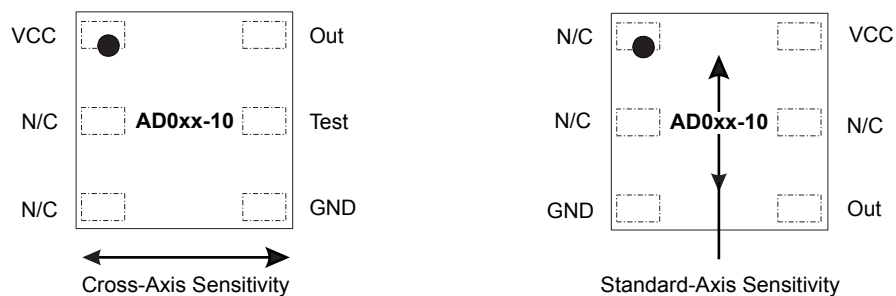 VCC
Out
N/C
AD0xx-10
Test
N/C
GND
Cross-Axis Sensitivity
N/C
VCC
N/C
AD0xx-10
N/C
GND
Out
Standard-Axis Sensitivity